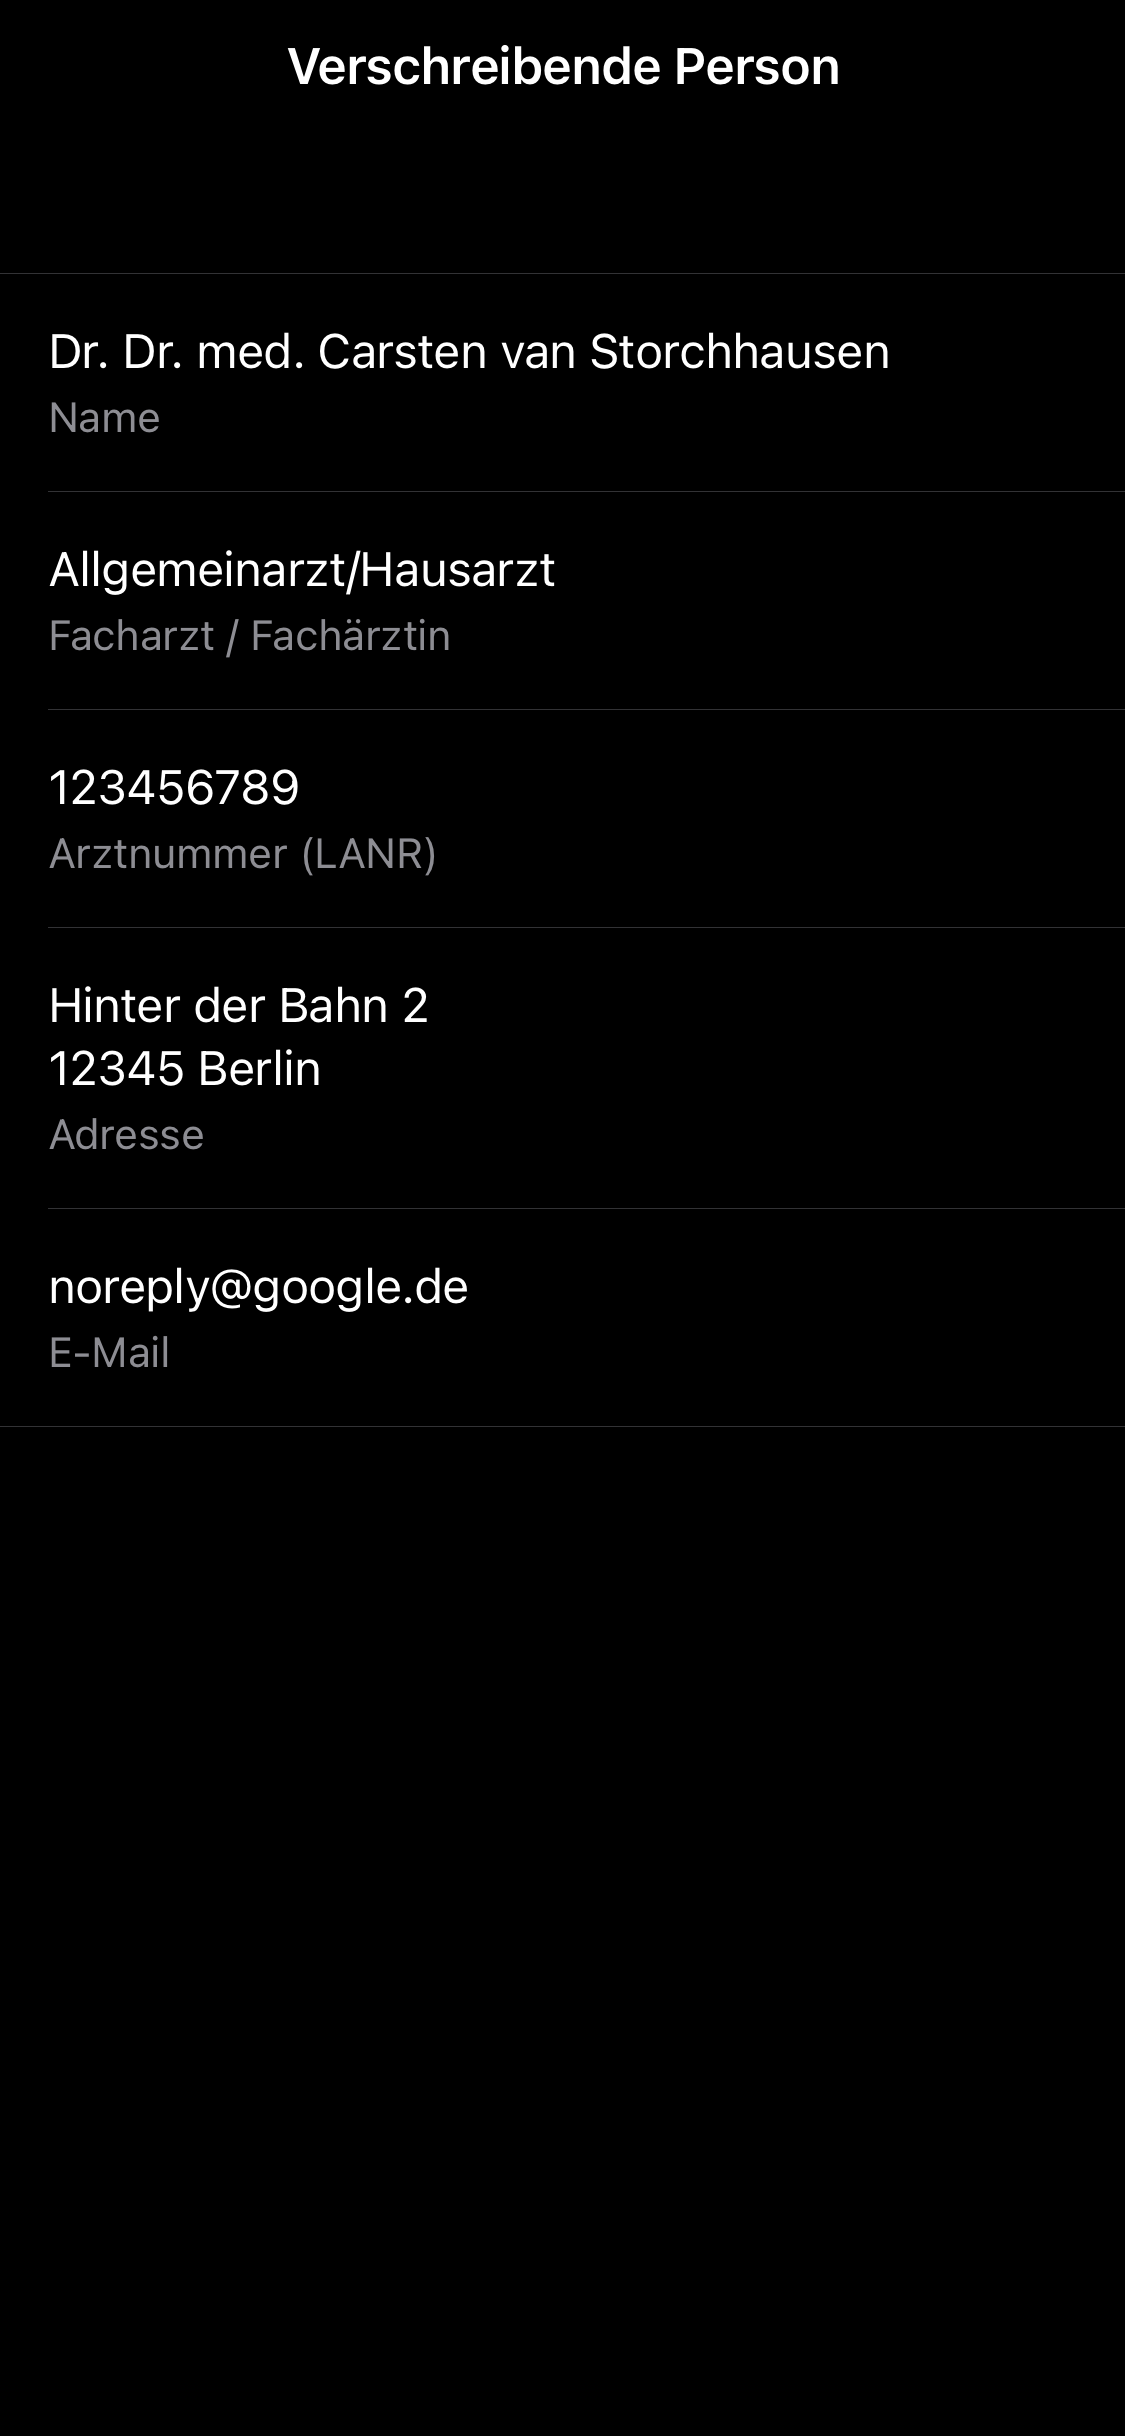 Verschreibende Person
Dr. Dr. med. Carsten van Storchhausen
Name
Allgemeinarzt/Hausarzt
Facharzt / Fachärztin
123456789
Arztnummer (LANR)
Hinter der Bahn 2
12345 Berlin
Adresse
noreply@google.de
E-Mail